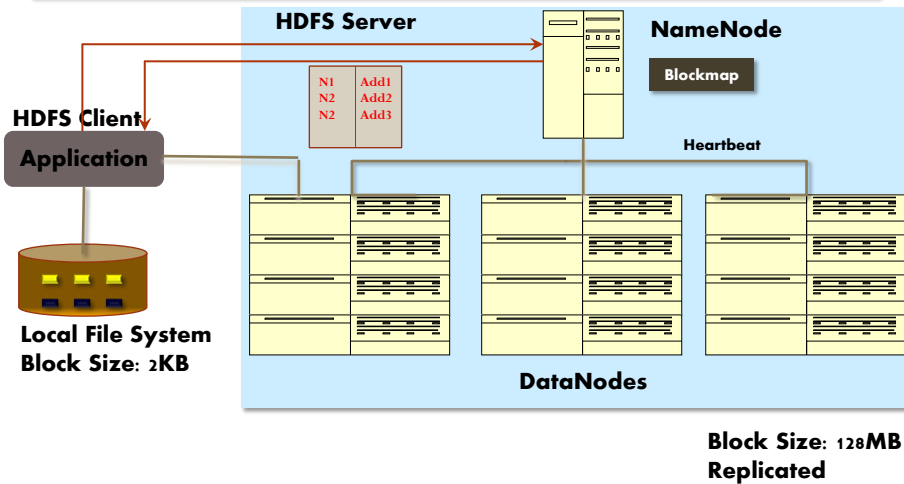 HDFS Server
NameNode
Blockmap
N1 Add1
N2 Add2
N2 Add3
HDFS Client
Application
Heartbeat
Local File System
Block Size: 2KB
DataNodes
Block Size: 128MB
Replicated